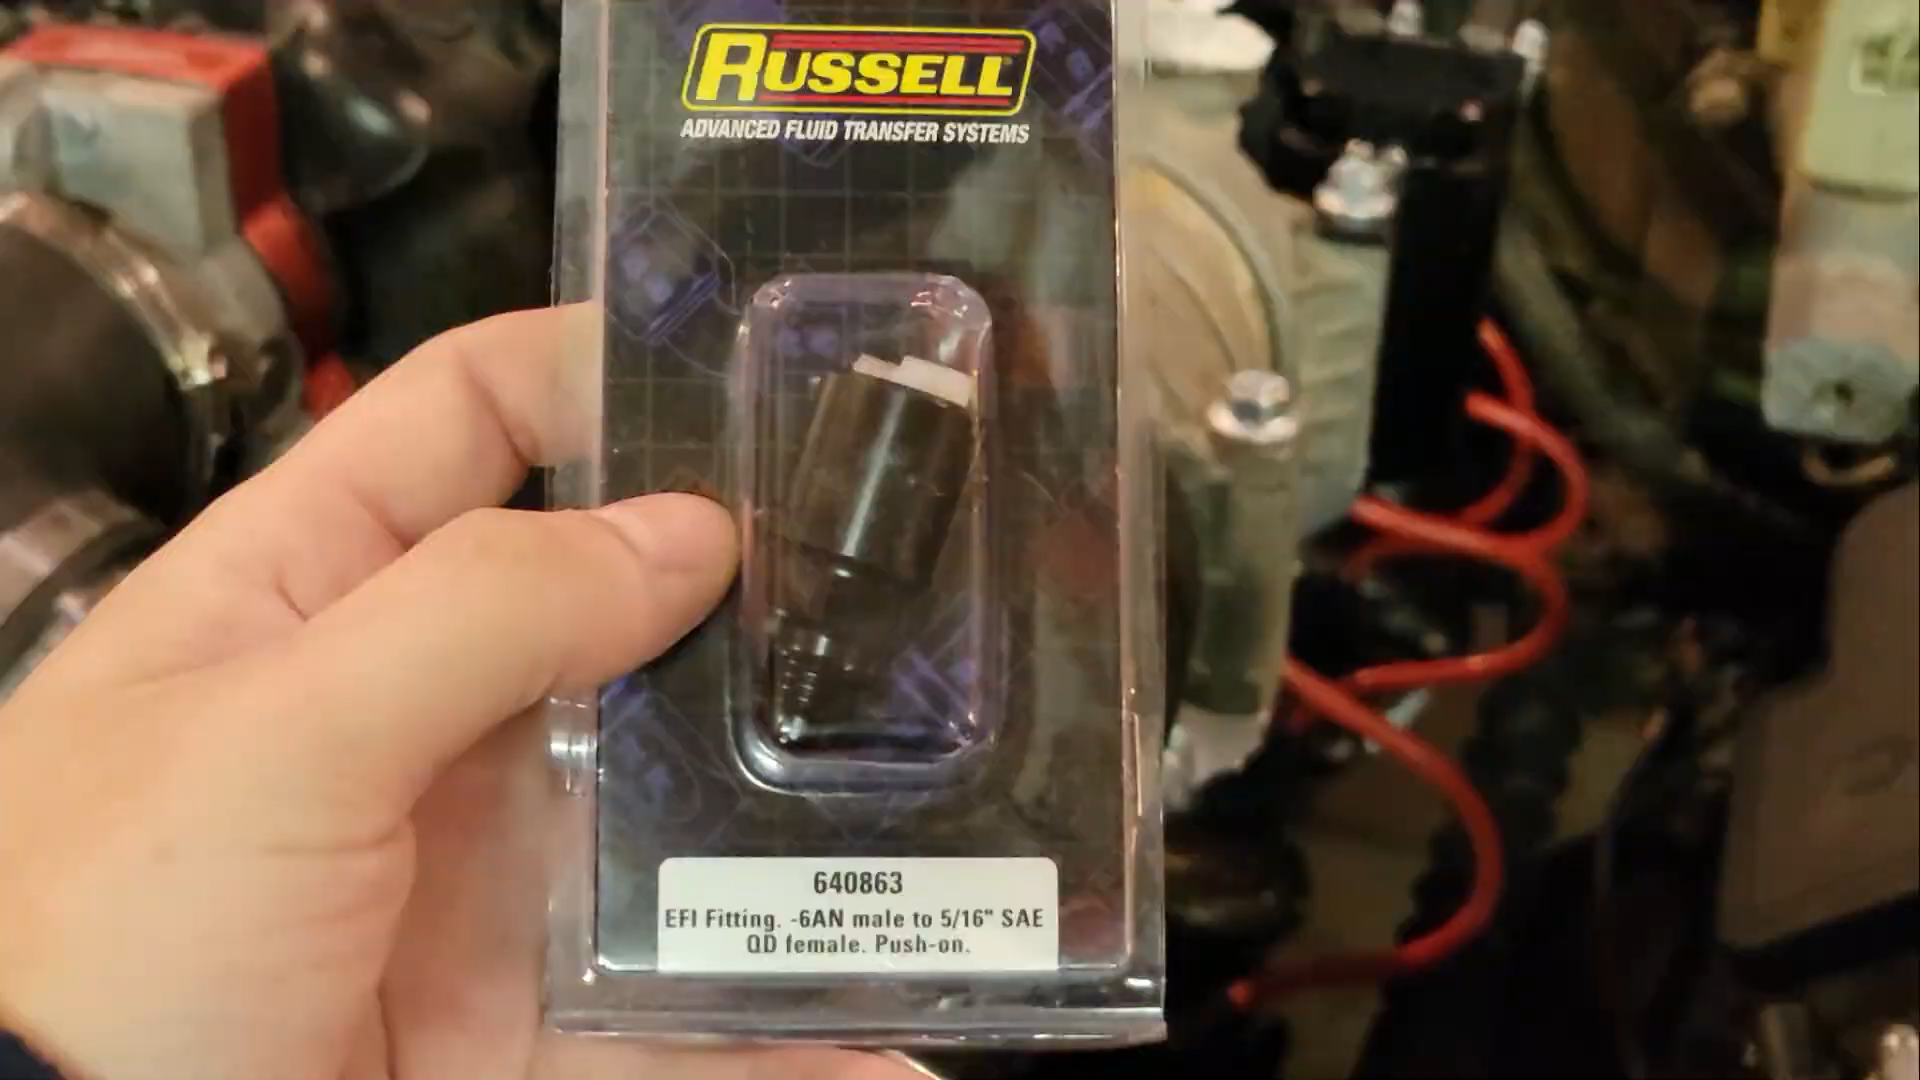 RUSSELL
ADVANCED FLUID TRANSFER SYSTEMS
640863
EFI Fitting. -6AN male to 5/16" SAE
QD female. Push-on.